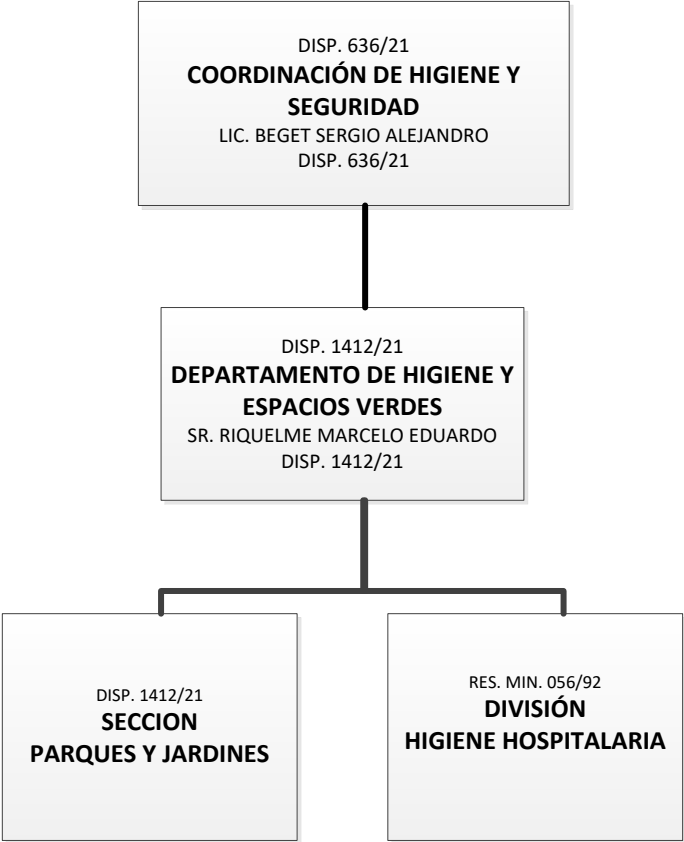 DISP. 636/21
COORDINACIÓN DE HIGIENE Y
SEGURIDAD
LIC. BEGET SERGIO ALEJANDRO
DISP. 636/21
DISP. 1412/21
DEPARTAMENTO DE HIGIENE Y
ESPACIOS VERDES
SR. RIQUELME MARCELO EDUARDO
DISP. 1412/21
DISP. 1412/21
SECCION
PARQUES Y JARDINES
RES. MIN. 056/92
DIVISIÓN
HIGIENE HOSPITALARIA